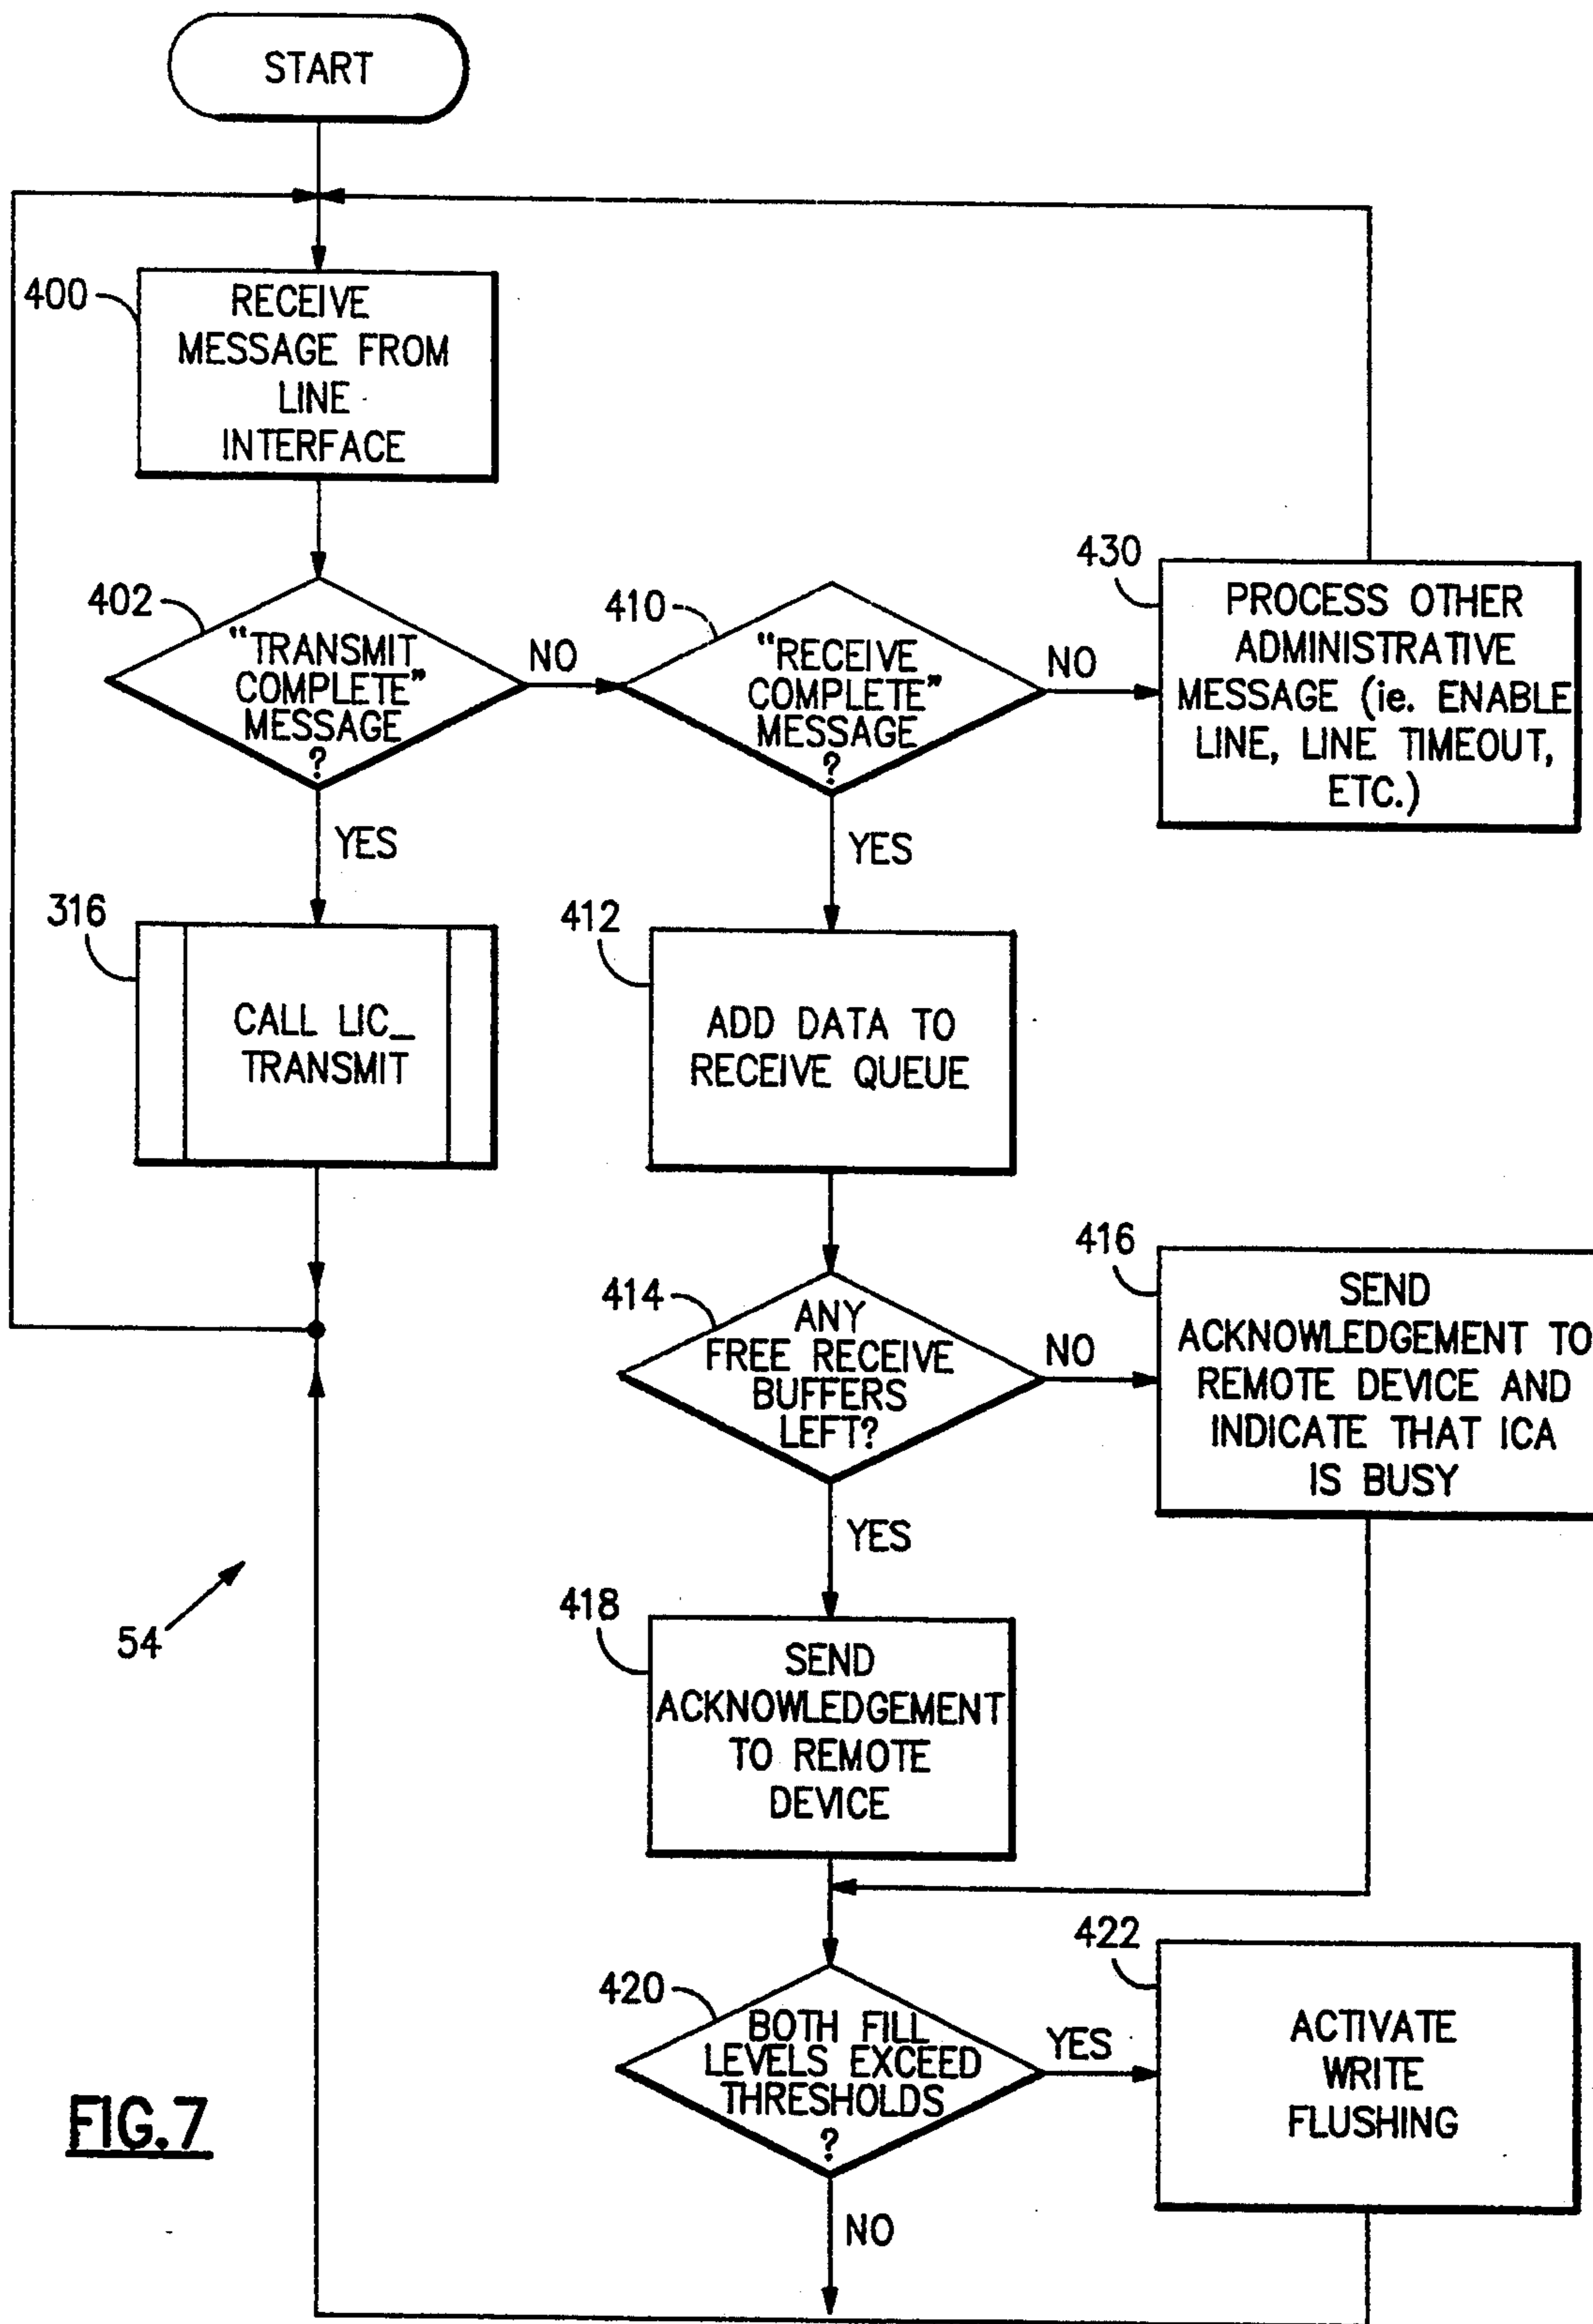 START
400
RECEIVE
MESSAGE FROM
LINE
INTERFACE
402
"TRANSMIT
COMPLETE"
MESSAGE
?
NO
410
"RECEIVE
COMPLETE"
MESSAGE
?
NO
430
PROCESS OTHER
ADMINISTRATIVE
MESSAGE (ie. ENABLE
LINE, LINE TIMEOUT,
ETC.)
YES
YES
316
CALL LIC_
TRANSMIT
412
ADD DATA TO
RECEIVE QUEUE
414
ANY
FREE RECEIVE
BUFFERS
LEFT?
NO
416
SEND
ACKNOWLEDGEMENT TO
REMOTE DEVICE AND
INDICATE THAT ICA
IS BUSY
YES
54
418
SEND
ACKNOWLEDGEMENT
TO REMOTE
DEVICE
420
BOTH FILL
LEVELS EXCEED
THRESHOLDS
?
YES
422
ACTIVATE
WRITE
FLUSHING
NO
FIG.7